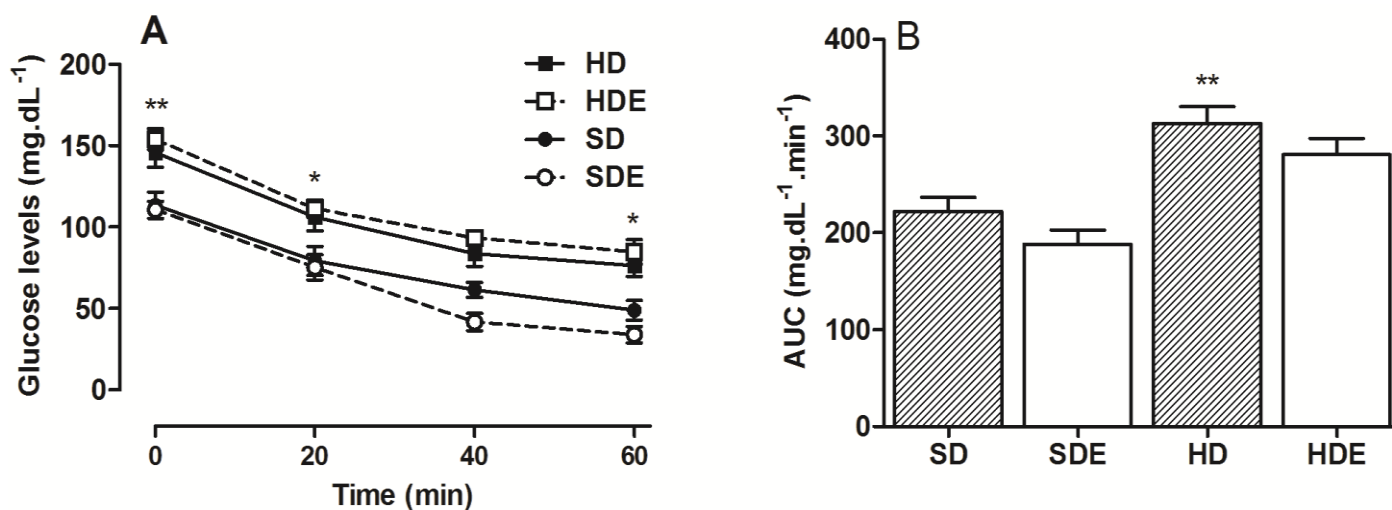 A
Glucose levels (mg.dL⁻¹)
200
150
100
50
0
**
*
*
HD
HDE
SD
SDE
0 20 40 60
Time (min)
B
AUC (mg.dL⁻¹.min⁻¹)
400
300
200
100
0
**
SD SDE HD HDE